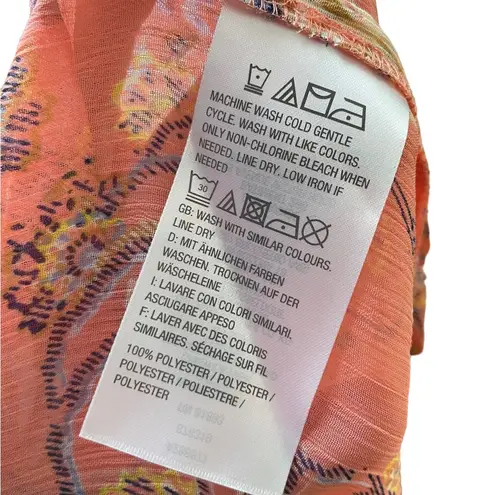 MACHINE WASH COLD GENTLE
CYCLE. WASH WITH LIKE COLORS.
ONLY NON-CHLORINE BLEACH WHEN
NEEDED. LINE DRY. LOW IRON IF
NEEDED
30
GB: WASH WITH SIMILAR COLOURS.
LINE DRY
D: MIT ÄHNLICHEN FARBEN
WASCHEN. TROCKNEN AUF DER
WÄSCHELEINE
I: LAVARE CON COLORI SIMILARI.
ASCIUGARE APPESO
F: LAVER AVEC DES COLORIS
SIMILAIRES. SÉCHAGE SUR FIL
100% POLYESTER / POLYESTER /
POLYESTER / POLIESTERE /
POLYESTER